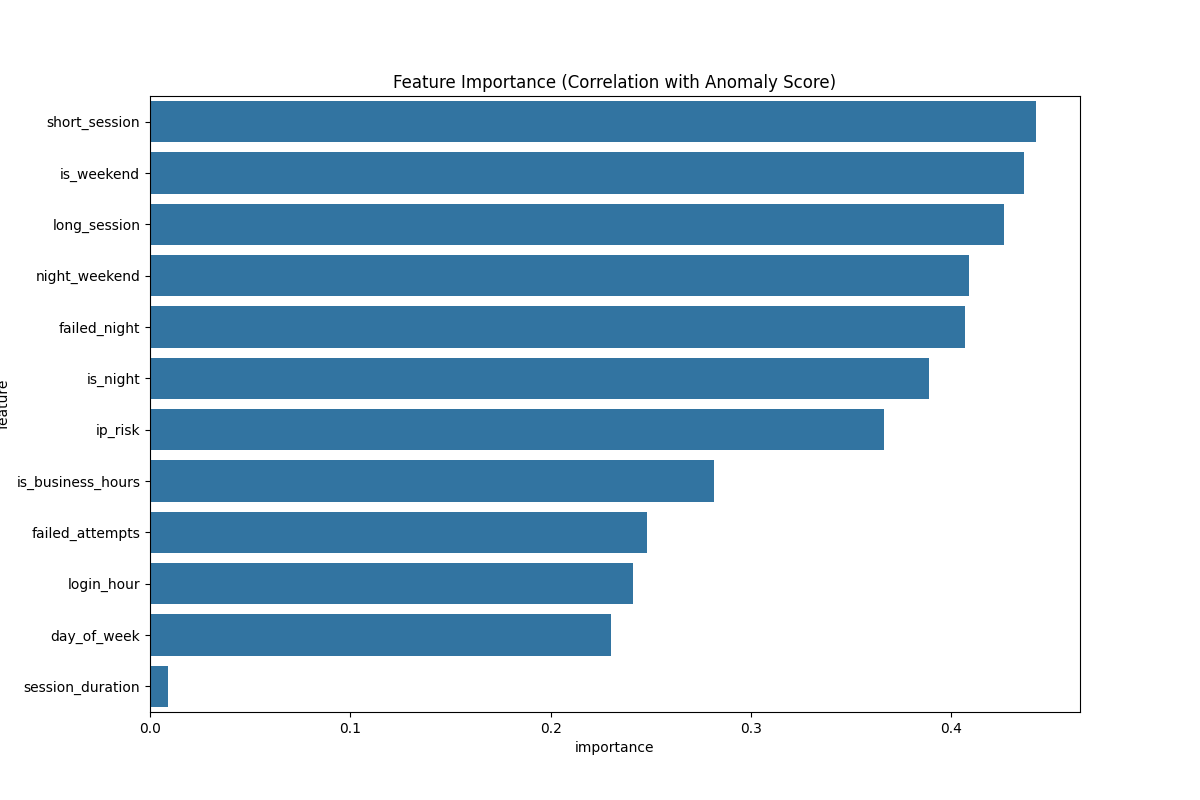 Feature Importance (Correlation with Anomaly Score)
short_session
is_weekend
long_session
night_weekend
failed_night
is_night
ip_risk
is_business_hours
failed_attempts
login_hour
day_of_week
session_duration
feature
0.0 0.1 0.2 0.3 0.4
importance